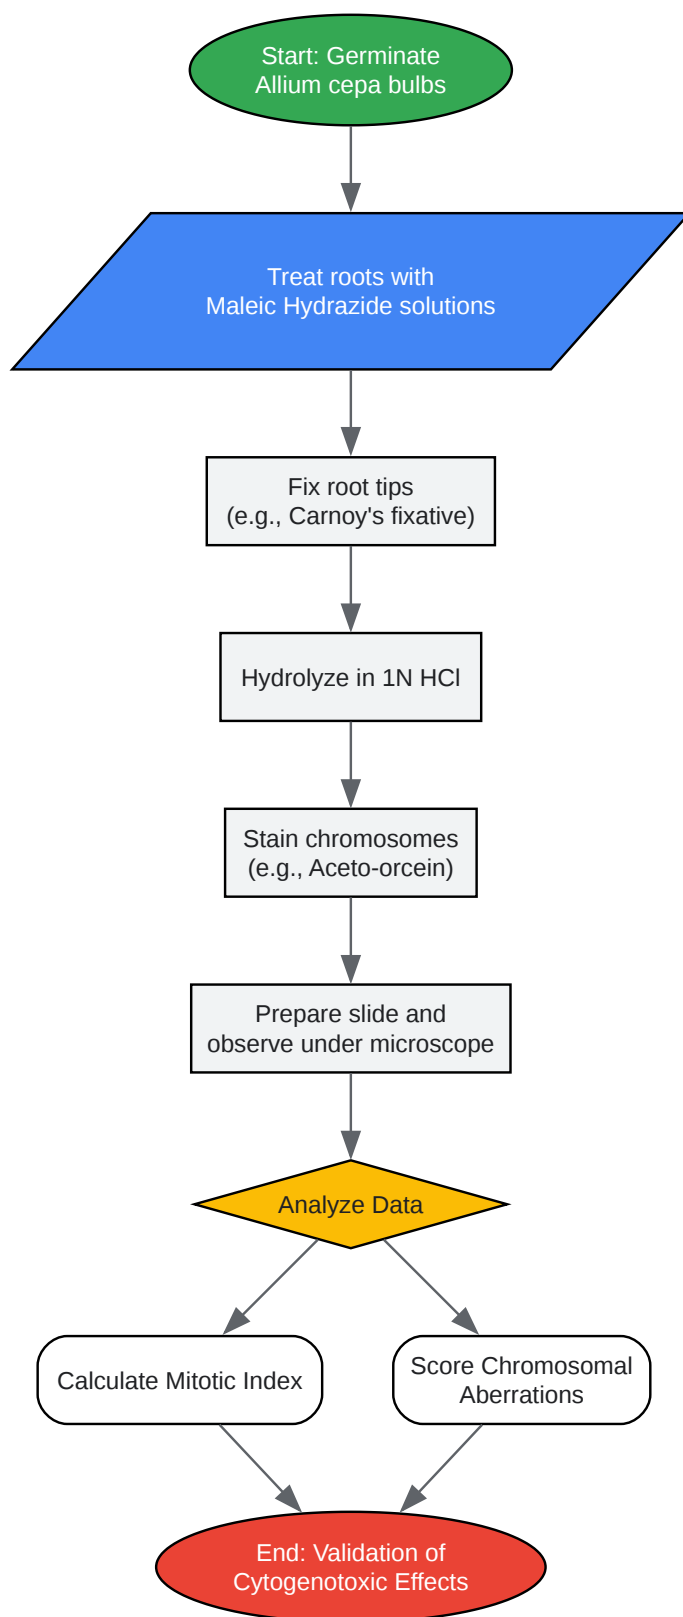 Start: Germinate
Allium cepa bulbs
Treat roots with
Maleic Hydrazide solutions
Fix root tips
(e.g., Carnoy's fixative)
Hydrolyze in 1N HCl
Stain chromosomes
(e.g., Aceto-orcein)
Prepare slide and
observe under microscope
Analyze Data
Calculate Mitotic Index
Score Chromosomal
Aberrations
End: Validation of
Cytogenotoxic Effects